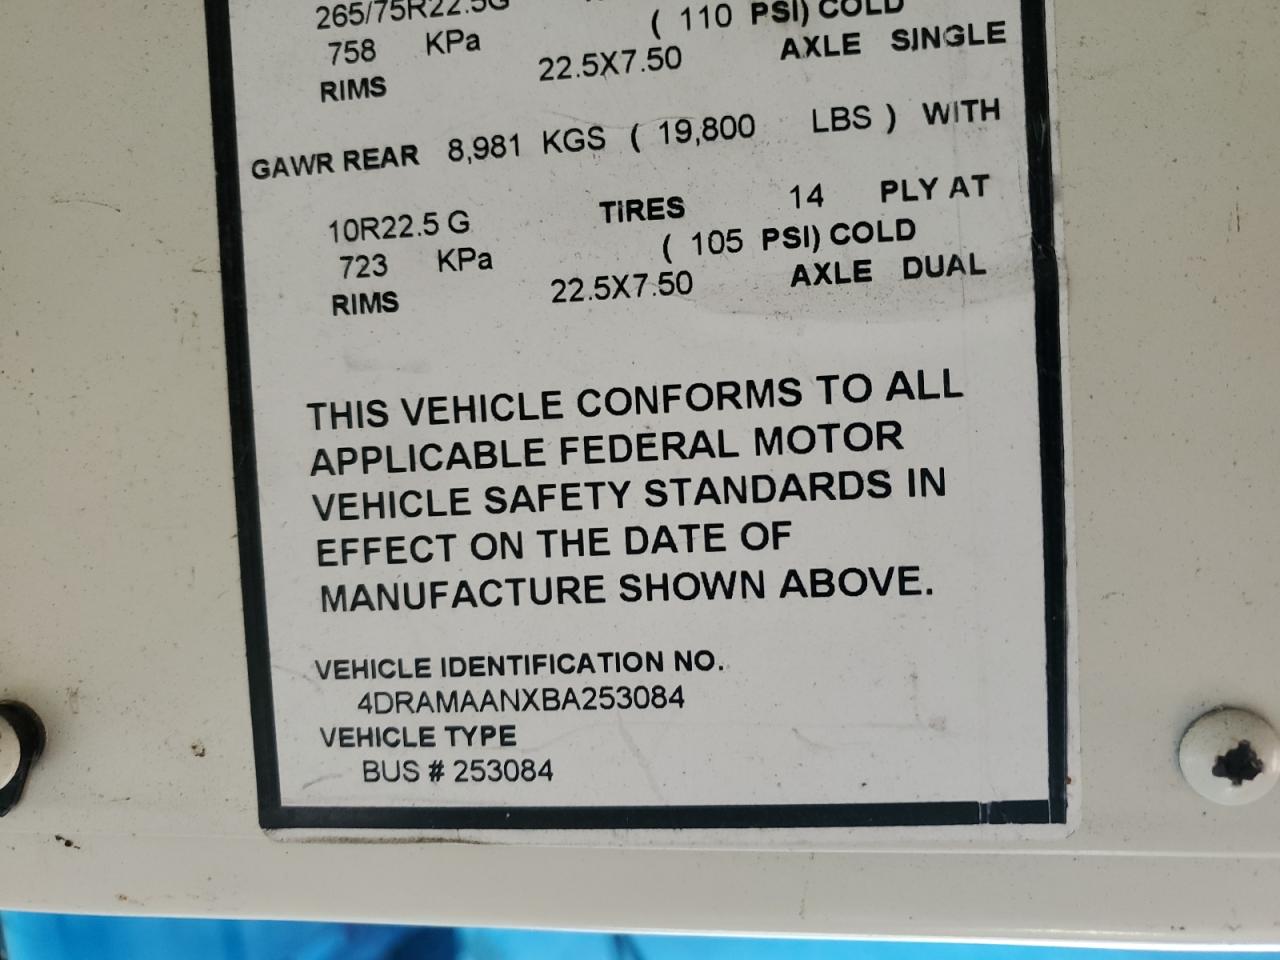 265/75R22.5G
( 110 PSI) COLD
758 KPa
RIMS 22.5X7.50 AXLE SINGLE
GAWR REAR 8,981 KGS ( 19,800 LBS ) WITH
10R22.5 G TIRES 14 PLY AT
723 KPa ( 105 PSI) COLD
RIMS 22.5X7.50 AXLE DUAL
THIS VEHICLE CONFORMS TO ALL
APPLICABLE FEDERAL MOTOR
VEHICLE SAFETY STANDARDS IN
EFFECT ON THE DATE OF
MANUFACTURE SHOWN ABOVE.
VEHICLE IDENTIFICATION NO.
4DRAMAANXBA253084
VEHICLE TYPE
BUS # 253084